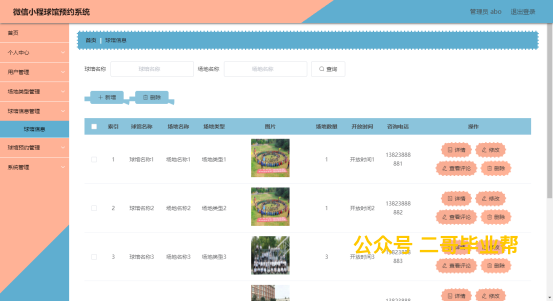 微信小程球馆预约系统
管理员 abo 退出登录
首页
个人中心
用户管理
场地类型管理
球馆信息管理
球馆信息
球馆预约管理
系统管理
首页 球馆信息
球馆名称 球馆名称 场地名称 场地名称 查询
+ 新增 删除
索引 球馆名称 场地名称 场地类型 图片 场地数量 开放时间 咨询电话 操作
1 球馆名称1 场地名称1 场地类型1 1 开放时间1 13823888881 详情 修改
查看评论 删除
2 球馆名称2 场地名称2 场地类型2 1 开放时间2 13823888882 详情 修改
查看评论 删除
3 球馆名称3 场地名称3 场地类型3 3 开放时间3 13823888883
查看评论 删除
公众号 二哥毕业帮
13823888 详情 修改